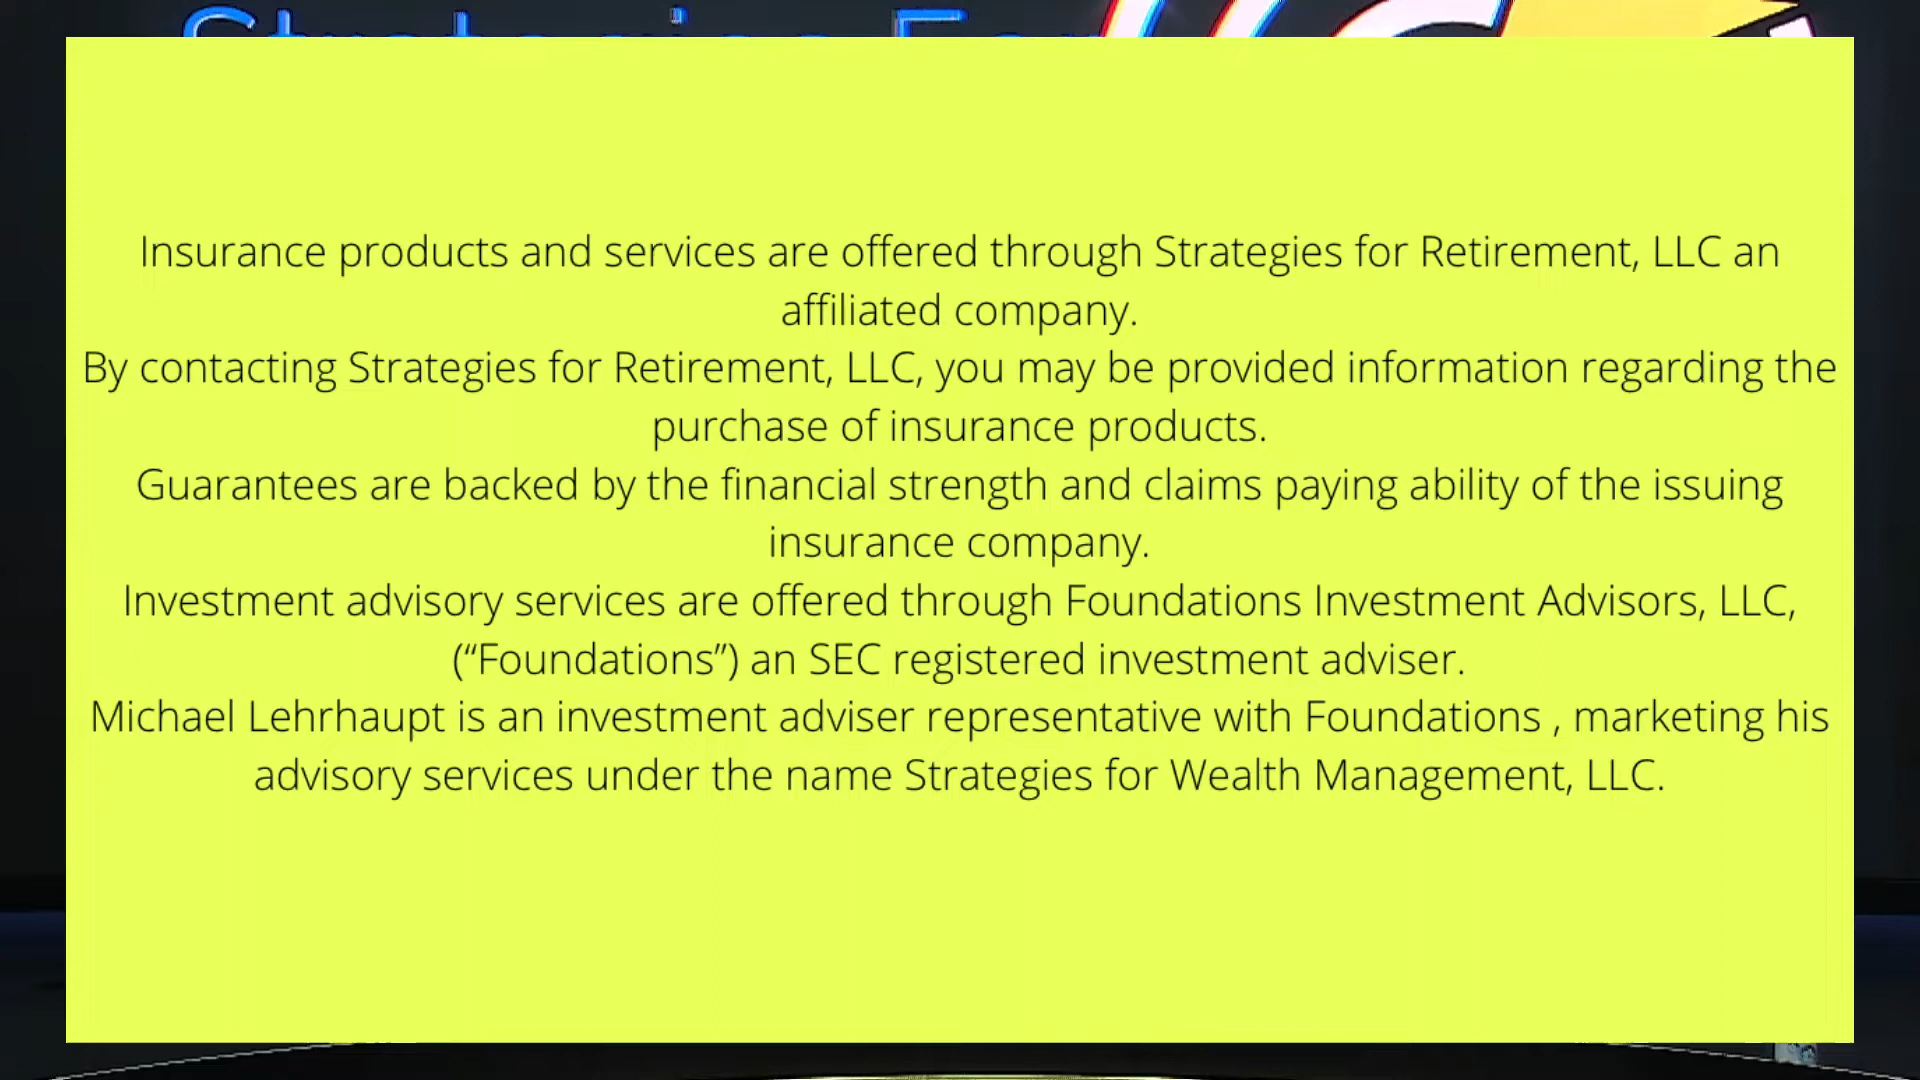 Insurance products and services are offered through Strategies for Retirement, LLC an
affiliated company.
By contacting Strategies for Retirement, LLC, you may be provided information regarding the
purchase of insurance products.
Guarantees are backed by the financial strength and claims paying ability of the issuing
insurance company.
Investment advisory services are offered through Foundations Investment Advisors, LLC,
(“Foundations”) an SEC registered investment adviser.
Michael Lehrhaupt is an investment adviser representative with Foundations , marketing his
advisory services under the name Strategies for Wealth Management, LLC.